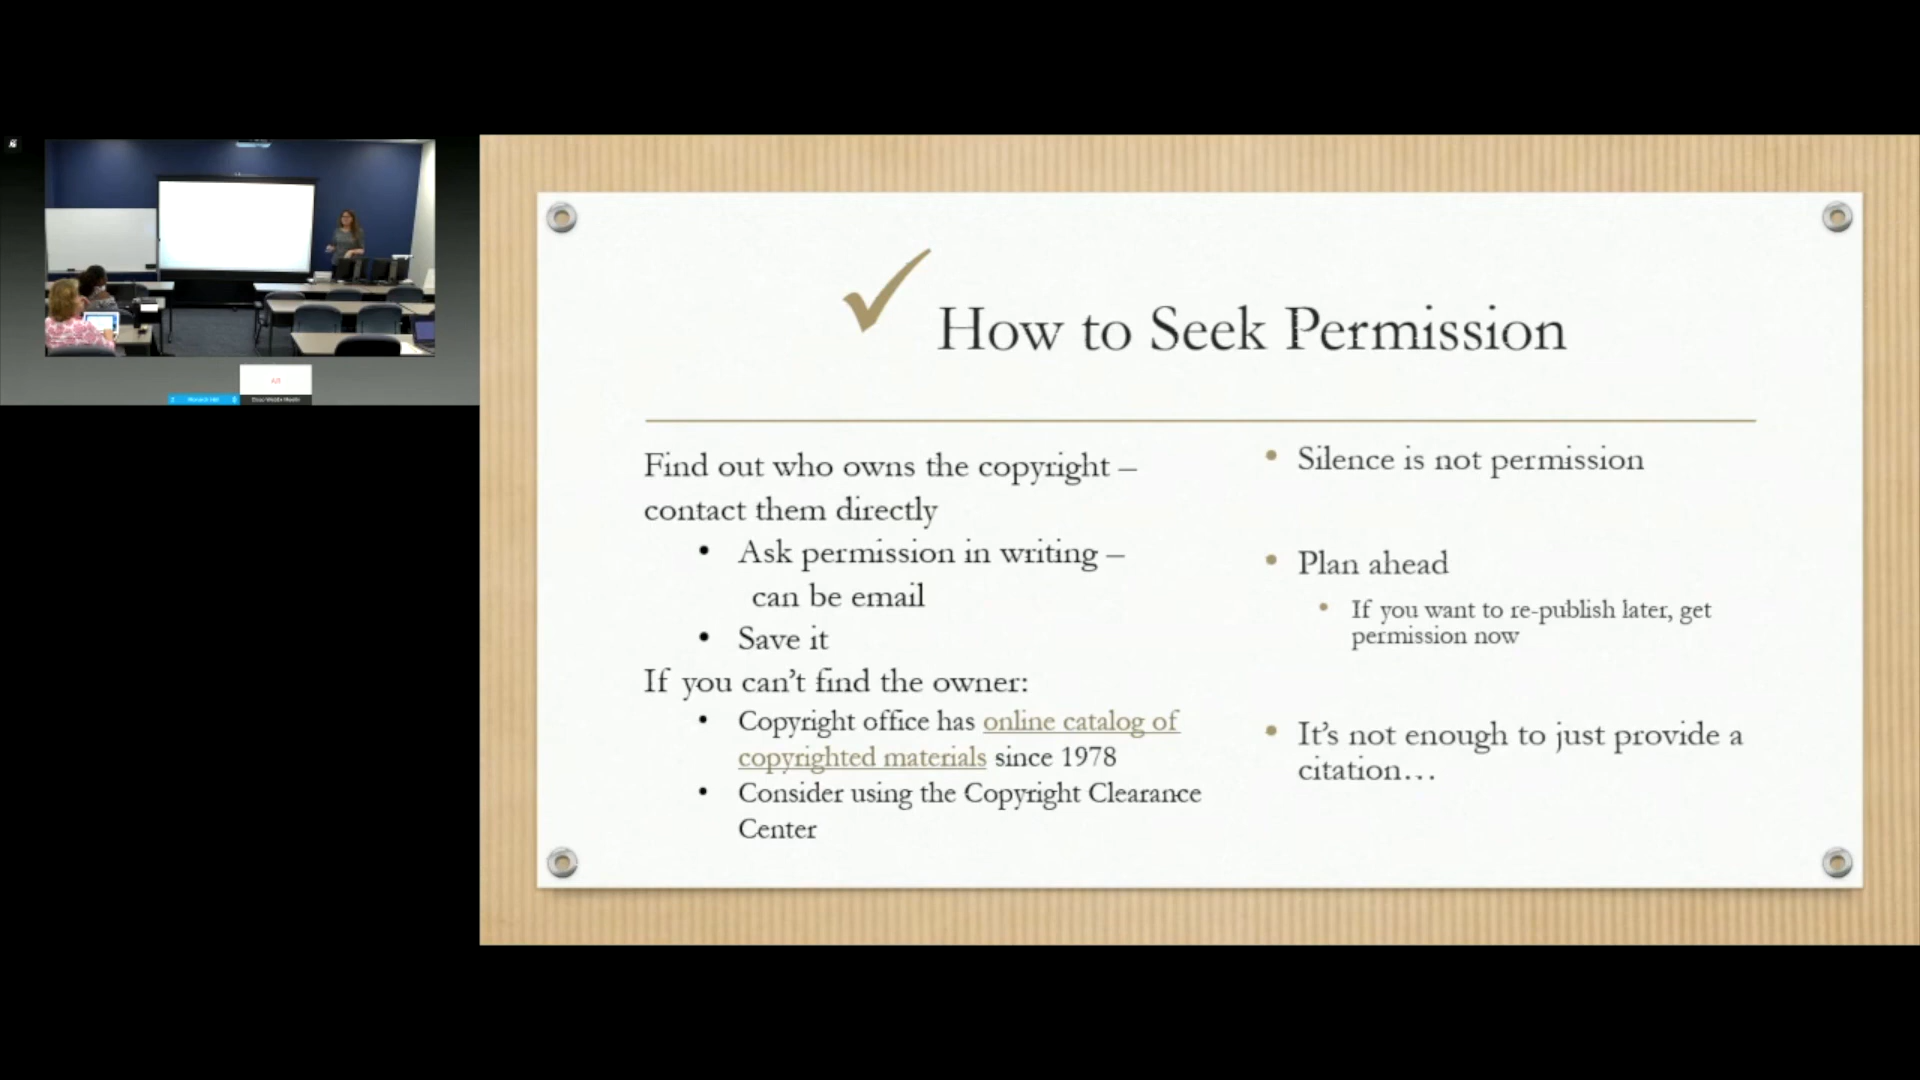 How to Seek Permission
Find out who owns the copyright –
contact them directly
• Ask permission in writing –
can be email
• Save it
If you can’t find the owner:
• Copyright office has online catalog of
copyrighted materials since 1978
• Consider using the Copyright Clearance
Center
• Silence is not permission
• Plan ahead
• If you want to re-publish later, get
permission now
• It’s not enough to just provide a
citation…